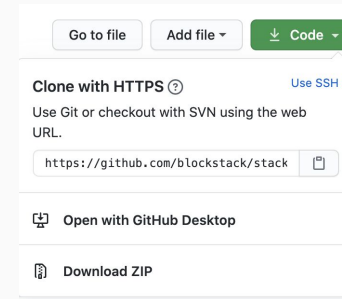 Go to file Add file Code
Clone with HTTPS Use SSH
Use Git or checkout with SVN using the web
URL.
https://github.com/blockstack/stack
Open with GitHub Desktop
Download ZIP